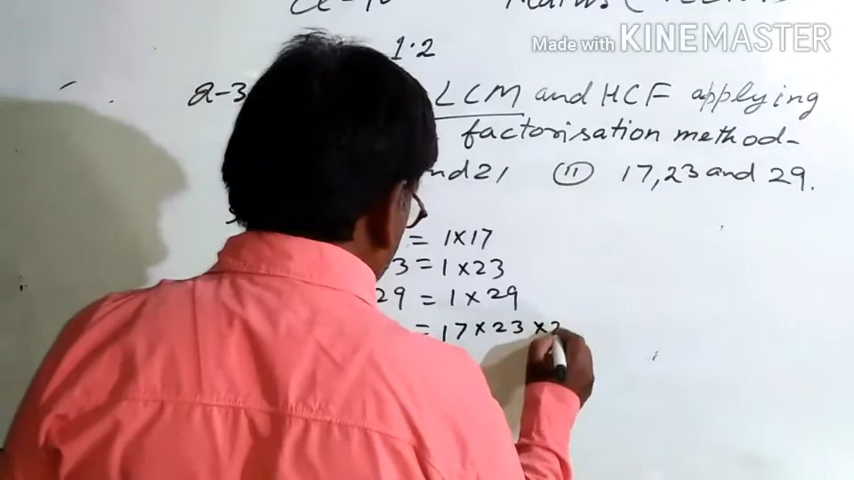 Made with KINEMASTER
1.2
Q-3 LCM and HCF applying
factorisation method-
and 21, (ii) 17, 23 and 29.
= 1×17
3 = 1×23
29 = 1×29
= 17×23×2